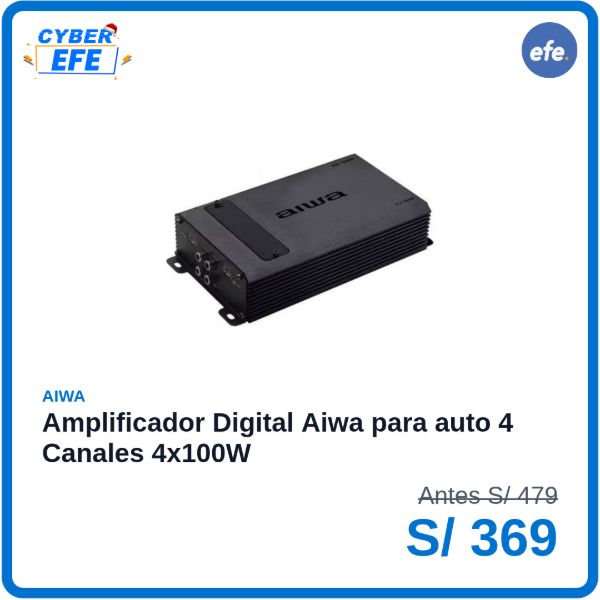 CYBER
EFE
efe.
aiwa
AIWA
Amplificador Digital Aiwa para auto 4
Canales 4x100W
Antes S/ 479
S/ 369